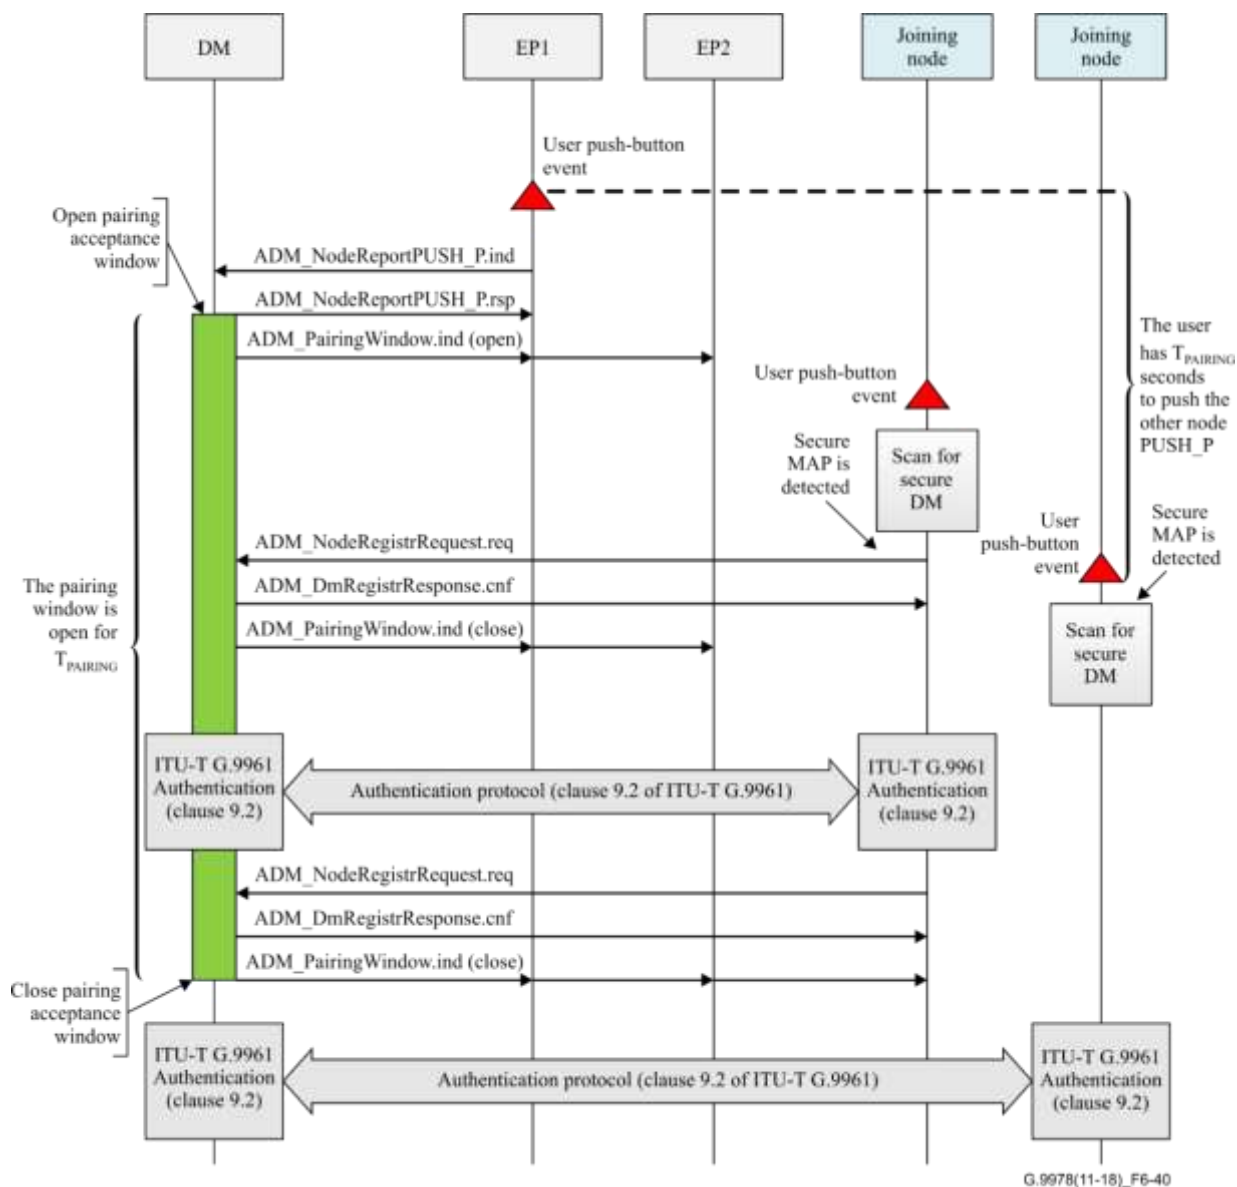 DM
EP1
EP2
Joining
node
Joining
node
User push-button
event
Open pairing
acceptance
window
ADM_NodeReportPUSH_P.ind
ADM_NodeReportPUSH_P.rsp
ADM_PairingWindow.ind (open)
The user
has TPAIRING
seconds
to push the
other node
PUSH_P
User push-button
event
Secure
MAP is
detected
Scan for
secure
DM
User
push-button
event
Secure
MAP is
detected
ADM_NodeRegistrRequest.req
ADM_DmRegistrResponse.cnf
ADM_PairingWindow.ind (close)
The pairing
window is
open for
TPAIRING
Scan for
secure
DM
ITU-T G.9961
Authentication
(clause 9.2)
Authentication protocol (clause 9.2 of ITU-T G.9961)
ITU-T G.9961
Authentication
(clause 9.2)
ADM_NodeRegistrRequest.req
ADM_DmRegistrResponse.cnf
ADM_PairingWindow.ind (close)
Close pairing
acceptance
window
ITU-T G.9961
Authentication
(clause 9.2)
Authentication protocol (clause 9.2 of ITU-T G.9961)
ITU-T G.9961
Authentication
(clause 9.2)
G.9978(11-18)_F6-40